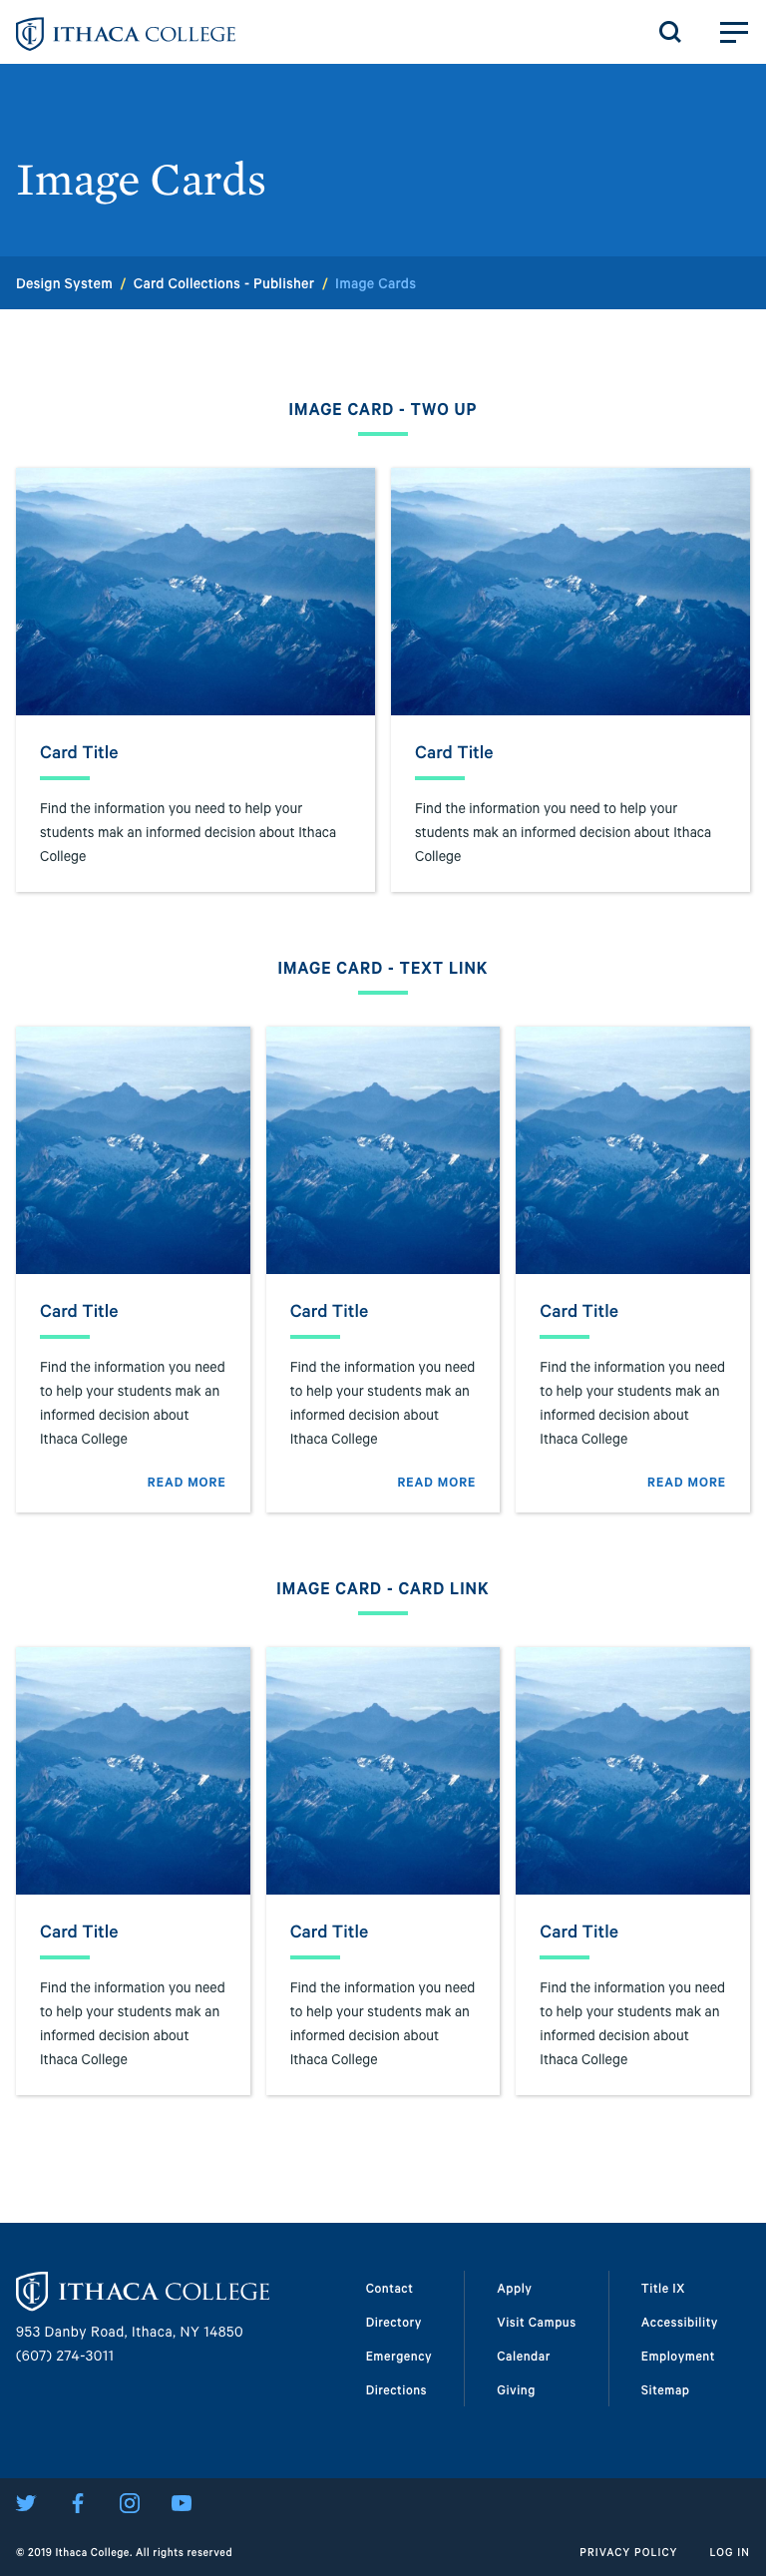 ITHACA COLLEGE
Image Cards
Design System / Card Collections - Publisher / Image Cards
IMAGE CARD - TWO UP
Card Title
Find the information you need to help your
students mak an informed decision about Ithaca
College
Card Title
Find the information you need to help your
students mak an informed decision about Ithaca
College
IMAGE CARD - TEXT LINK
Card Title
Find the information you need
to help your students mak an
informed decision about
Ithaca College
READ MORE
Card Title
Find the information you need
to help your students mak an
informed decision about
Ithaca College
READ MORE
Card Title
Find the information you need
to help your students mak an
informed decision about
Ithaca College
READ MORE
IMAGE CARD - CARD LINK
Card Title
Find the information you need
to help your students mak an
informed decision about
Ithaca College
Card Title
Find the information you need
to help your students mak an
informed decision about
Ithaca College
Card Title
Find the information you need
to help your students mak an
informed decision about
Ithaca College
ITHACA COLLEGE
953 Danby Road, Ithaca, NY 14850
(607) 274-3011
Contact
Directory
Emergency
Directions
Apply
Visit Campus
Calendar
Giving
Title IX
Accessibility
Employment
Sitemap
© 2019 Ithaca College. All rights reserved
PRIVACY POLICY
LOG IN